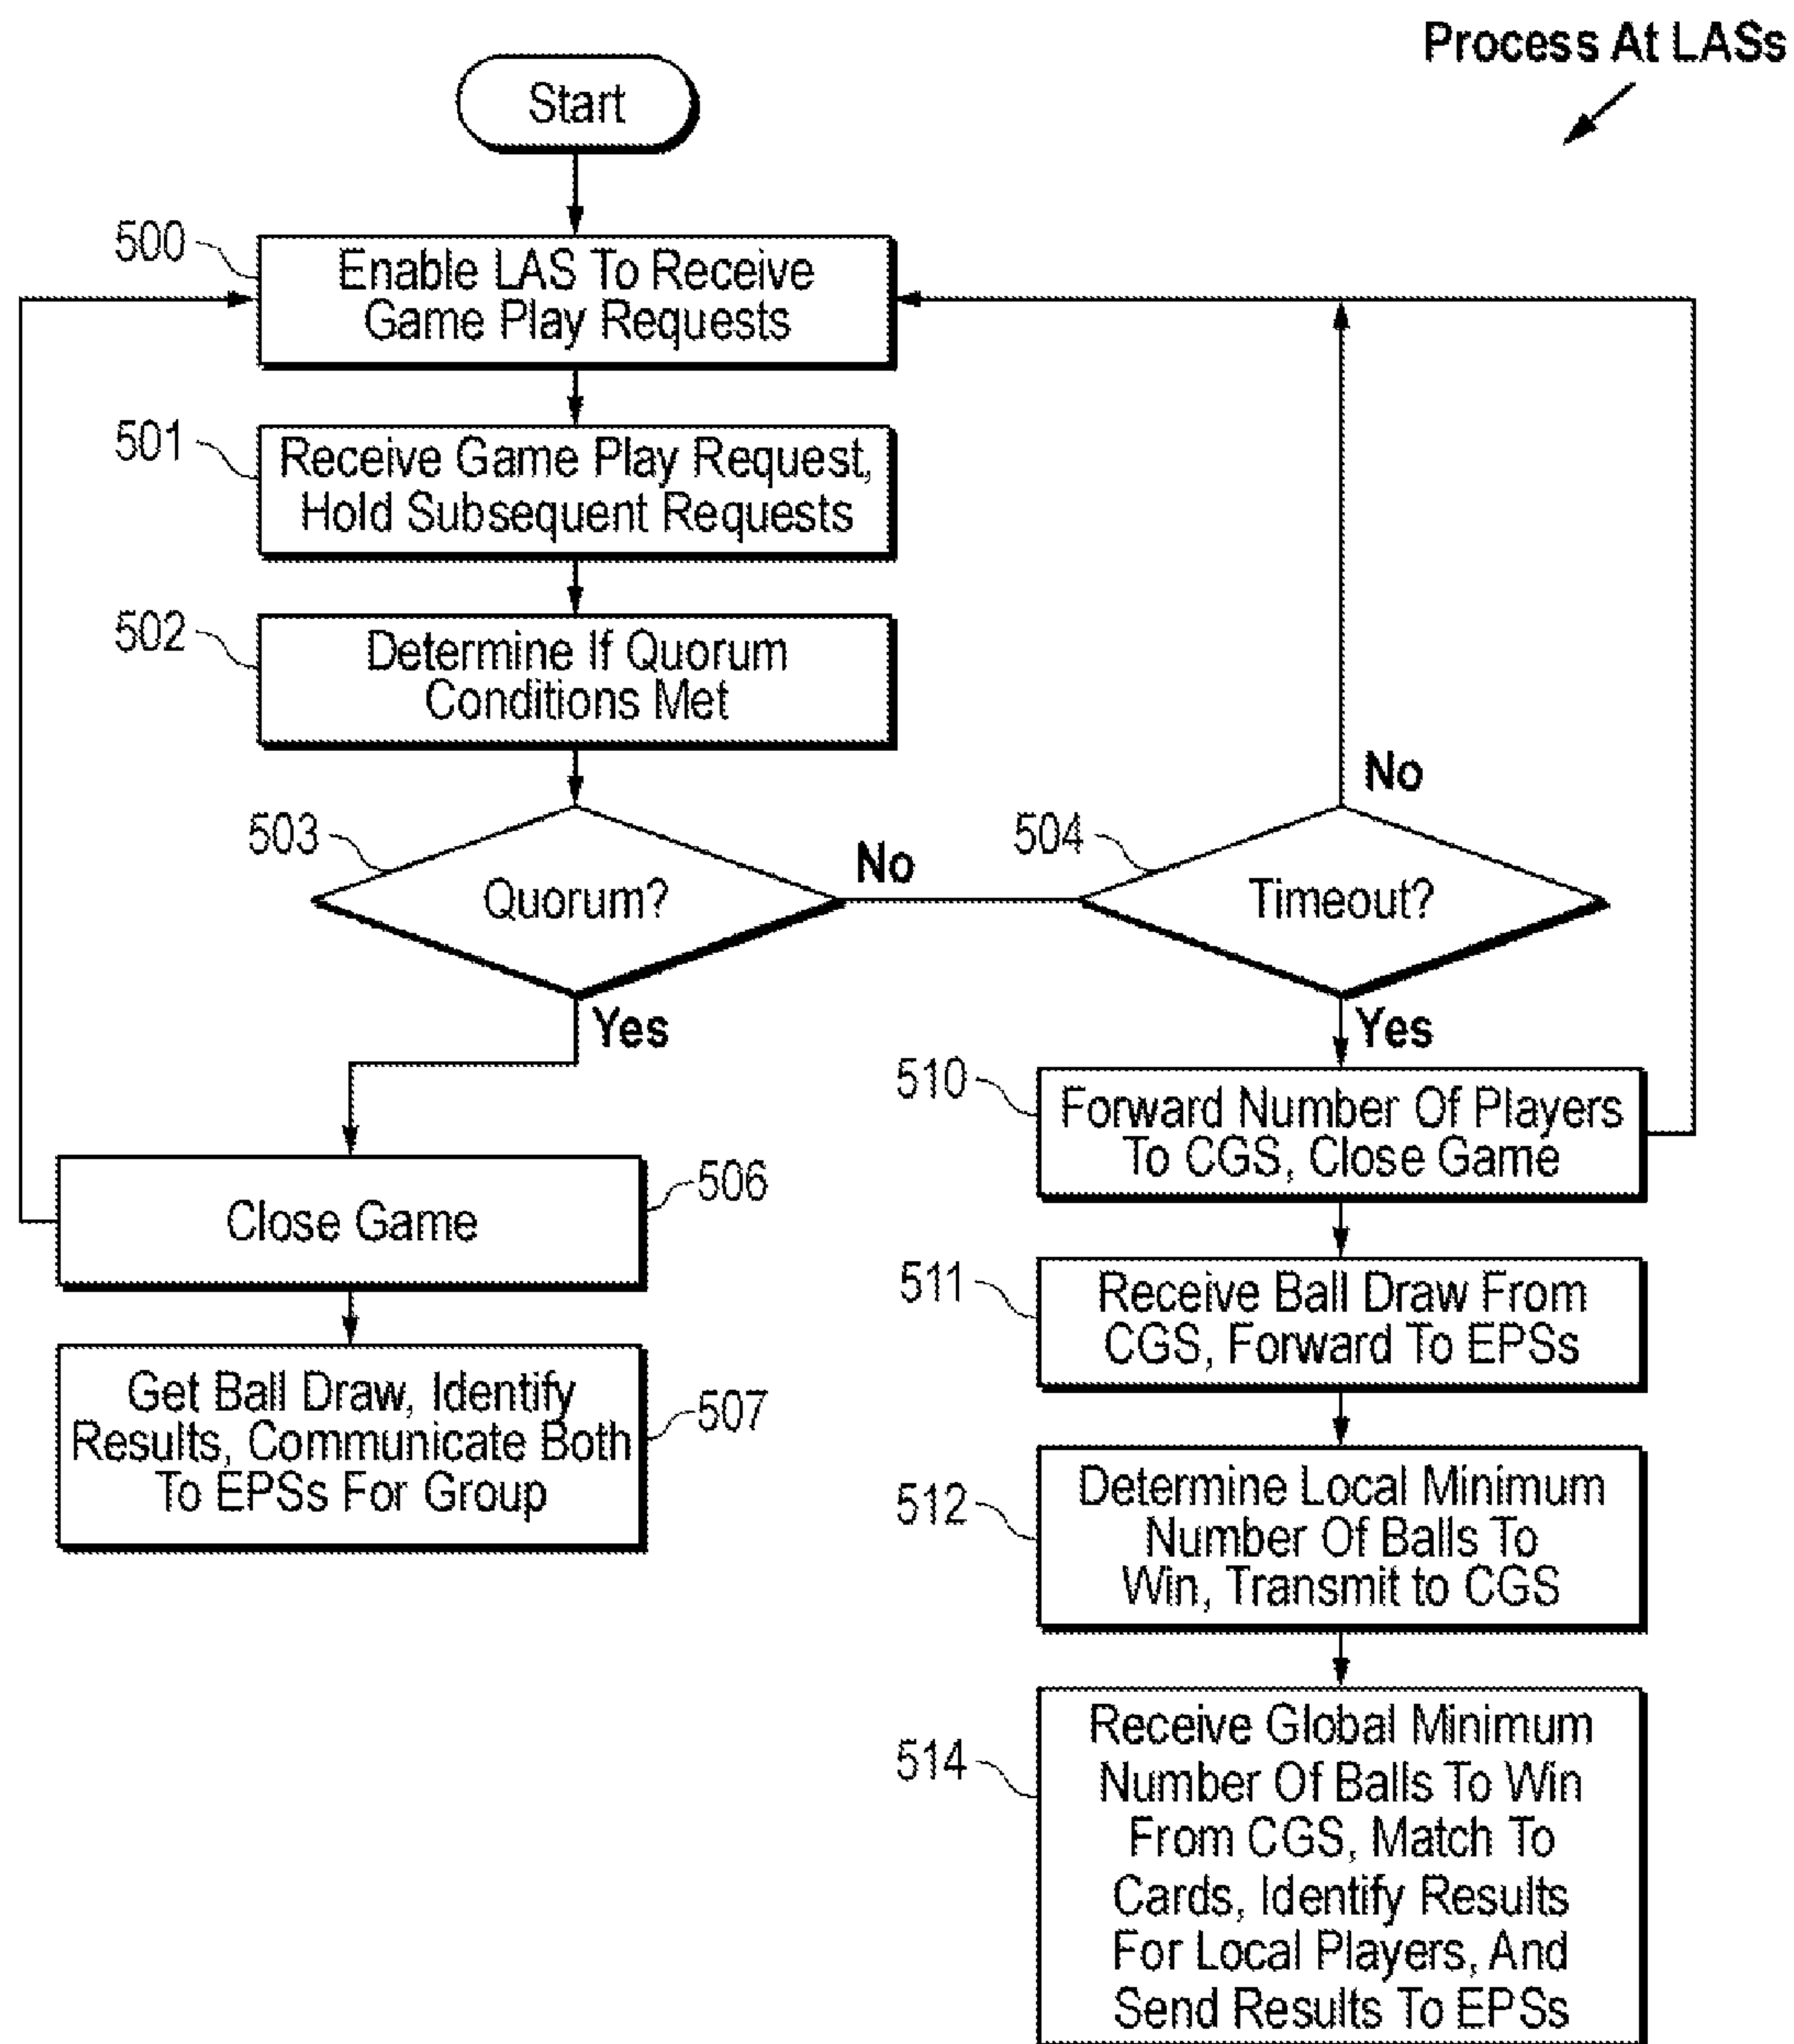 Process At LASs
Start
500
Enable LAS To Receive
Game Play Requests
501
Receive Game Play Request,
Hold Subsequent Requests
502
Determine If Quorum
Conditions Met
503
Quorum?
No
504
Timeout?
No
Yes
Yes
506
Close Game
507
Get Ball Draw, Identify
Results, Communicate Both
To EPSs For Group
510
Forward Number Of Players
To CGS, Close Game
511
Receive Ball Draw From
CGS, Forward To EPSs
512
Determine Local Minimum
Number Of Balls To
Win, Transmit to CGS
514
Receive Global Minimum
Number Of Balls To Win
From CGS, Match To
Cards, Identify Results
For Local Players, And
Send Results To EPSs